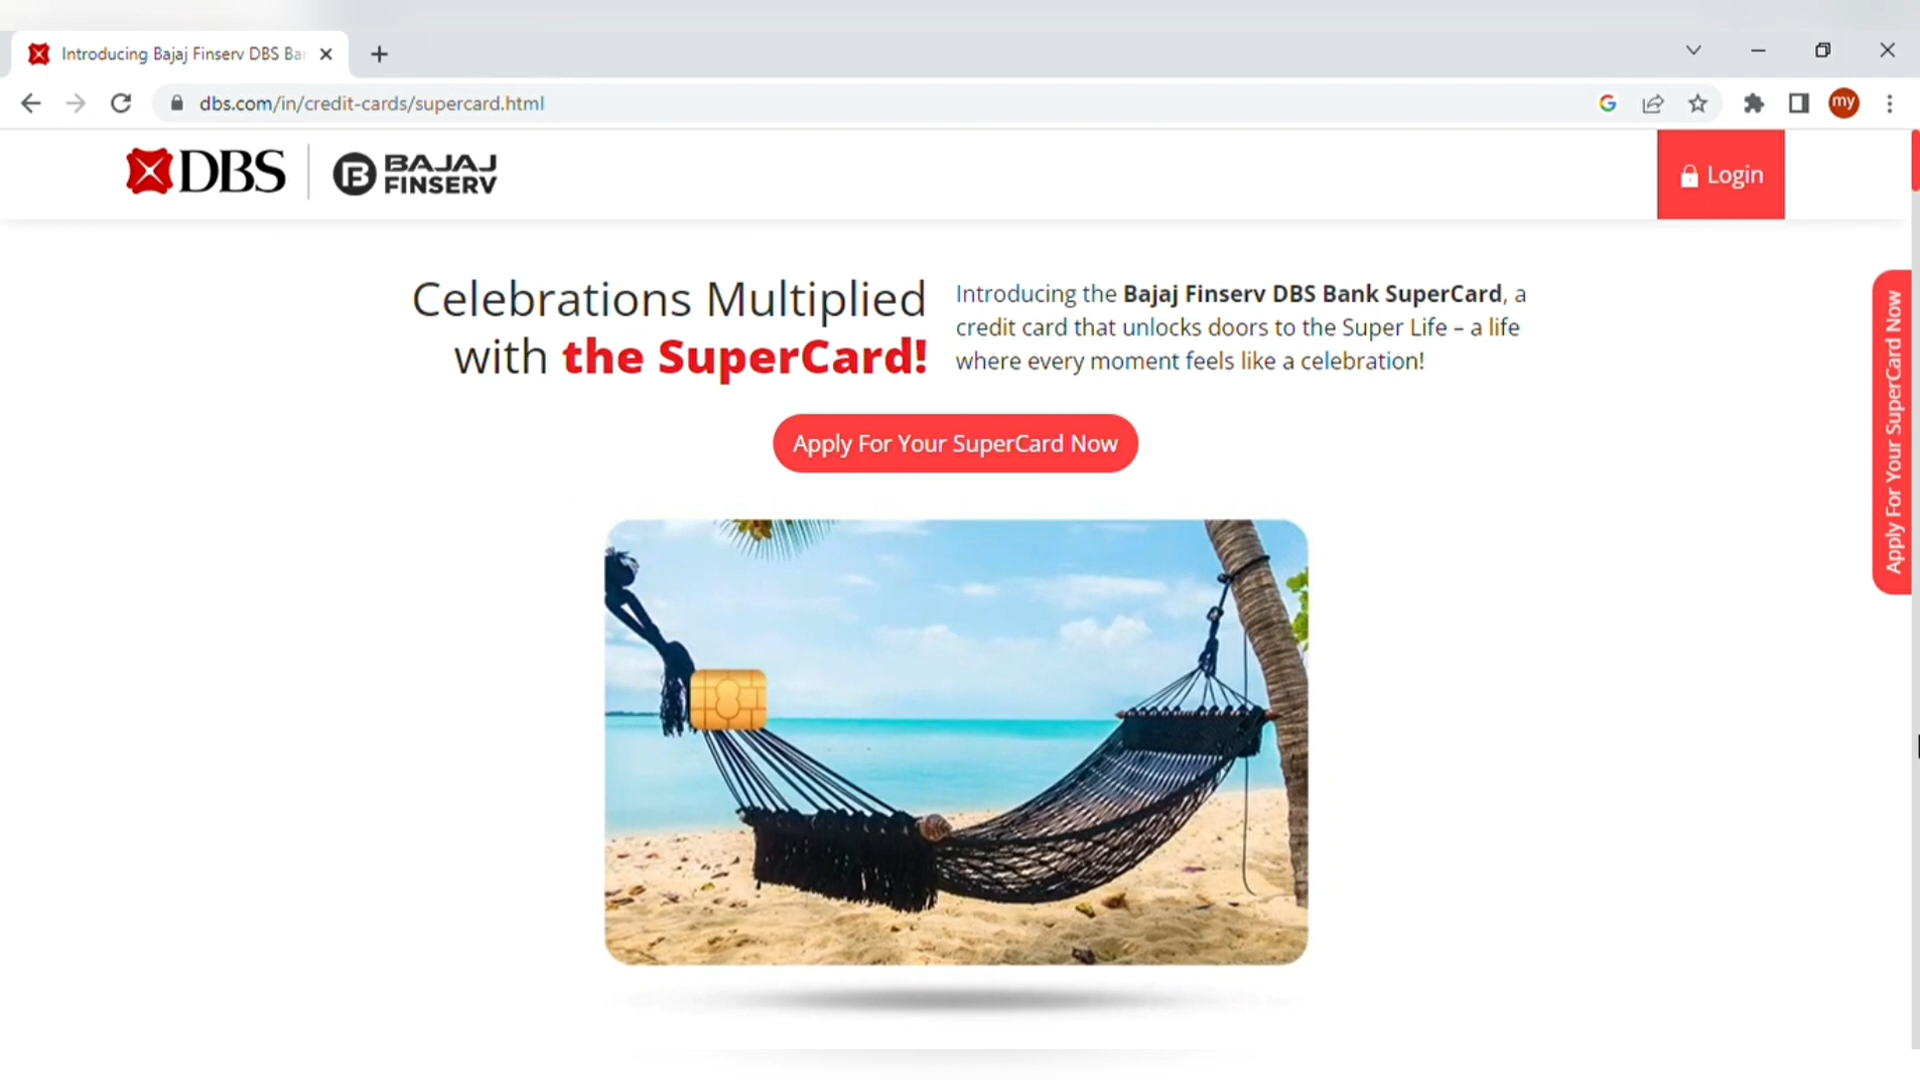 Introducing Bajaj Finserv DBS Ba
dbs.com/in/credit-cards/supercard.html
my
DBS
BAJAJ
FINSERV
Login
Celebrations Multiplied
with the SuperCard!
Introducing the Bajaj Finserv DBS Bank SuperCard, a
credit card that unlocks doors to the Super Life – a life
where every moment feels like a celebration!
Apply For Your SuperCard Now
Apply For Your SuperCard Now